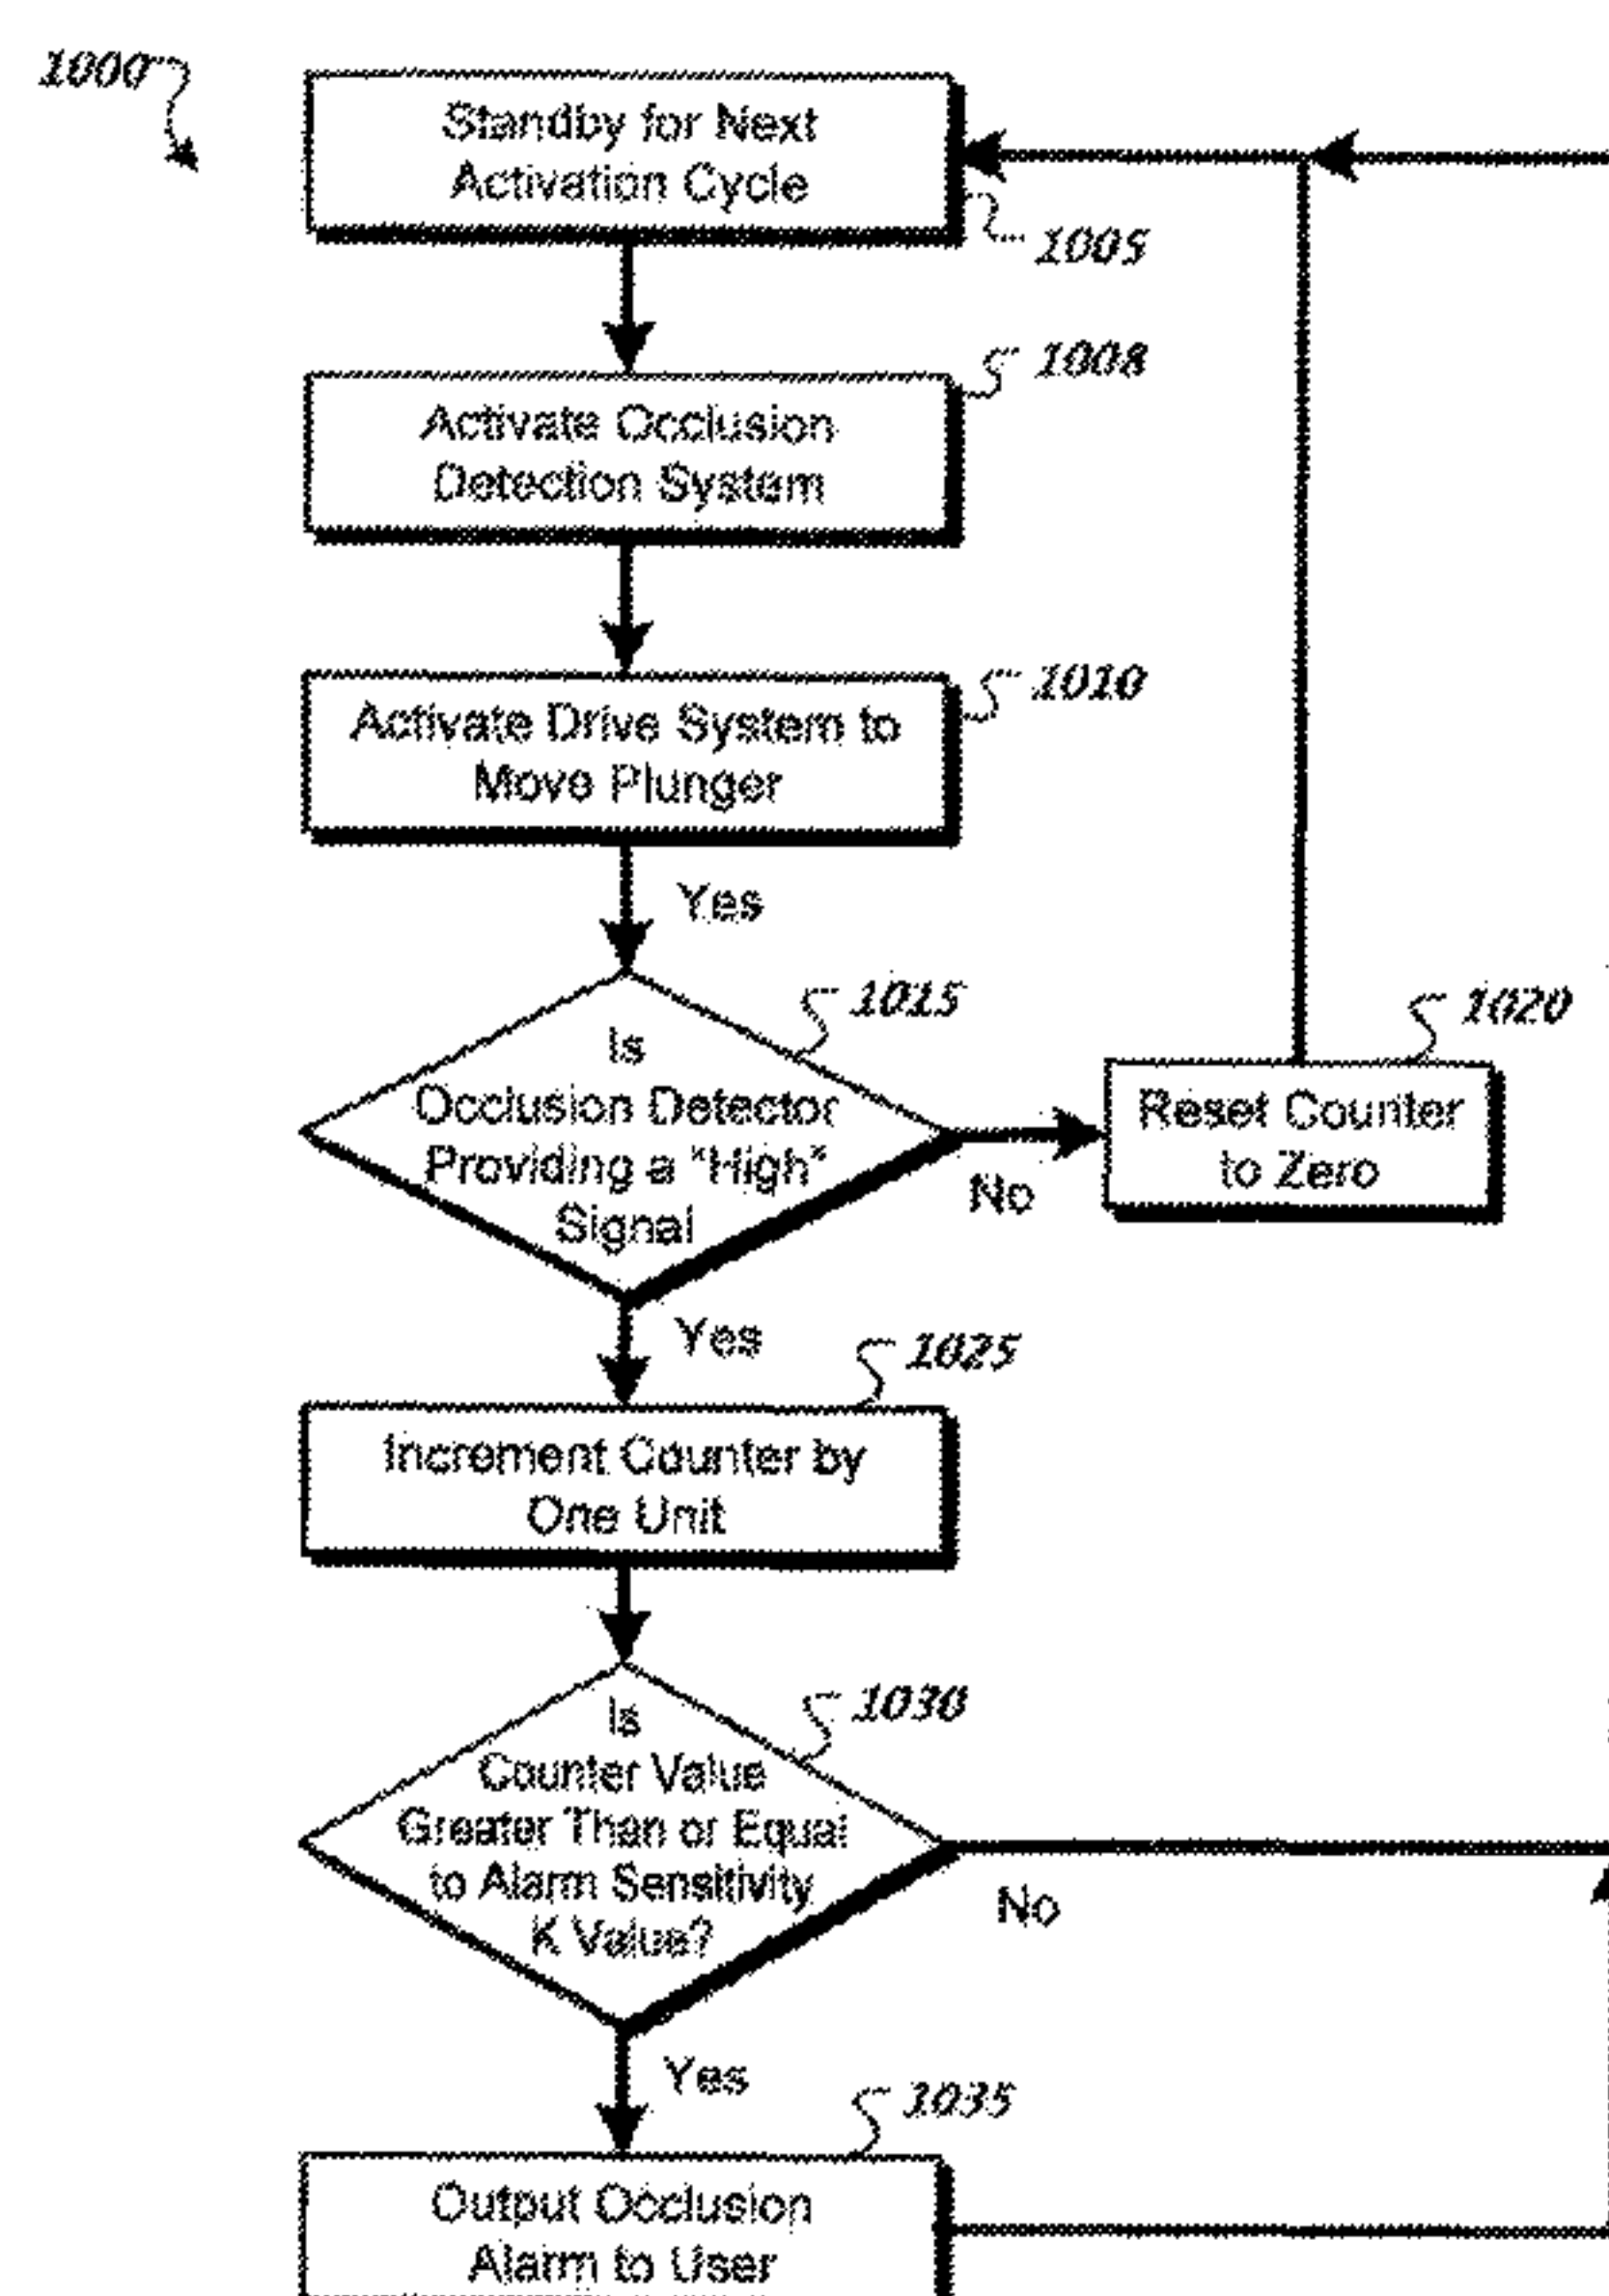 1000
Standby for Next
Activation Cycle
1005
1008
Activate Occlusion
Detection System
1010
Activate Drive System to
Move Plunger
Yes
1015
Is
Occlusion Detector
Providing a "High"
Signal
No
1020
Reset Counter
to Zero
Yes
1025
Increment Counter by
One Unit
1030
Is
Counter Value
Greater Than or Equal
to Alarm Sensitivity
K Value?
No
Yes
1035
Output Occlusion
Alarm to User